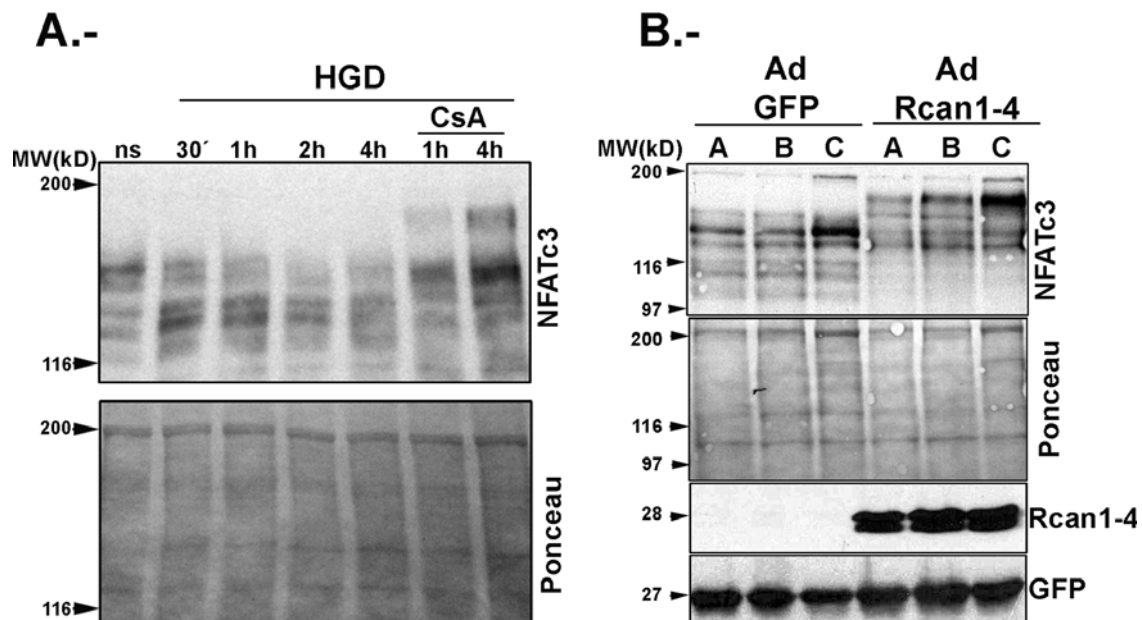 A.-
HGD
CsA
MW(kD) ns 30´ 1h 2h 4h 1h 4h
200
116
NFATc3
200
116
Ponceau
B.-
Ad Ad
GFP Rcan1-4
MW(kD) A B C A B C
200
116
97
NFATc3
200
116
97
Ponceau
28
Rcan1-4
27
GFP